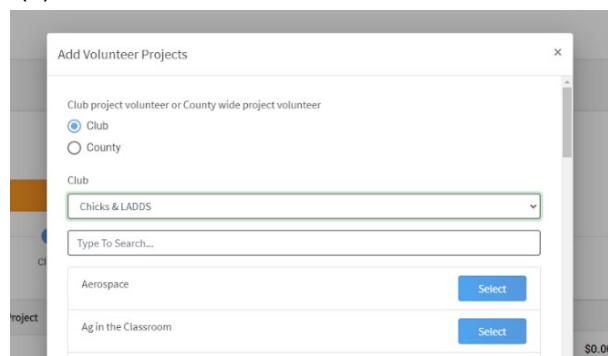 Add Volunteer Projects ×
Club project volunteer or County wide project volunteer
Club
County
Club
Chicks & LADDS
Type To Search...
Aerospace Select
Ag in the Classroom Select
$0.0